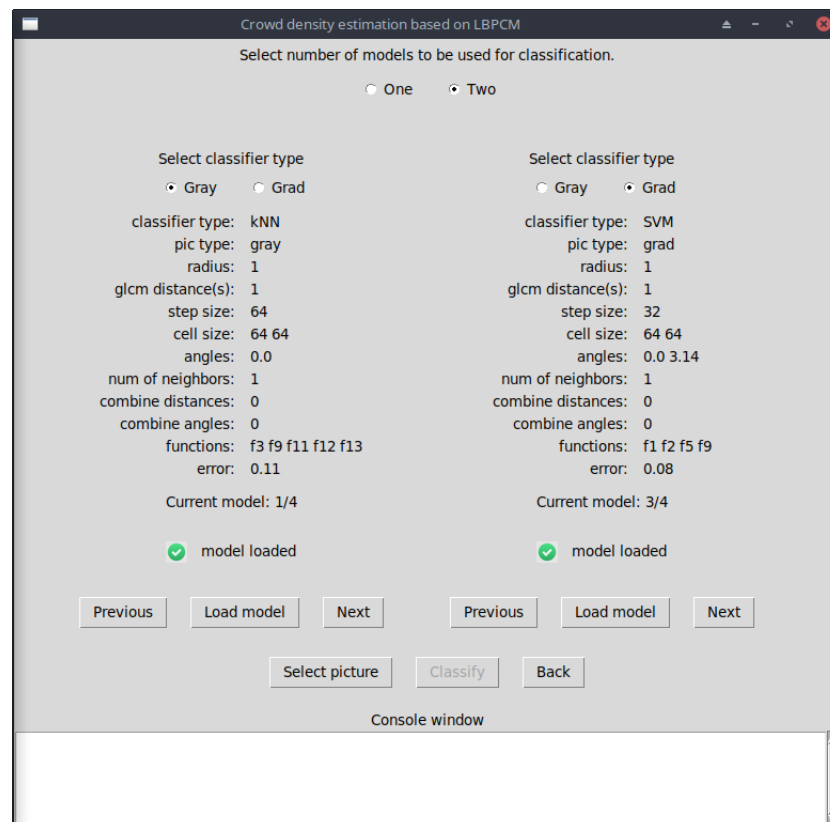 Crowd density estimation based on LBPCM
Select number of models to be used for classification.
One Two
Select classifier type
Gray Grad
classifier type: kNN
pic type: gray
radius: 1
glcm distance(s): 1
step size: 64
cell size: 64 64
angles: 0.0
num of neighbors: 1
combine distances: 0
combine angles: 0
functions: f3 f9 f11 f12 f13
error: 0.11
Current model: 1/4
model loaded
Previous Load model Next
Select classifier type
Gray Grad
classifier type: SVM
pic type: grad
radius: 1
glcm distance(s): 1
step size: 32
cell size: 64 64
angles: 0.0 3.14
num of neighbors: 1
combine distances: 0
combine angles: 0
functions: f1 f2 f5 f9
error: 0.08
Current model: 3/4
model loaded
Previous Load model Next
Select picture Classify Back
Console window